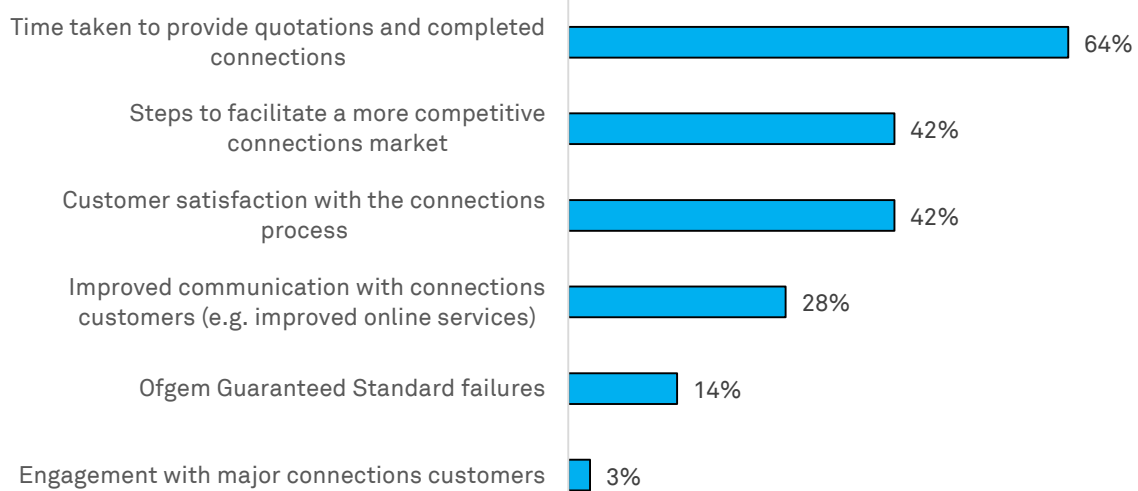 Time taken to provide quotations and completed
connections
64%
Steps to facilitate a more competitive
connections market
42%
Customer satisfaction with the connections
process
42%
Improved communication with connections
customers (e.g. improved online services)
28%
Ofgem Guaranteed Standard failures
14%
Engagement with major connections customers
3%